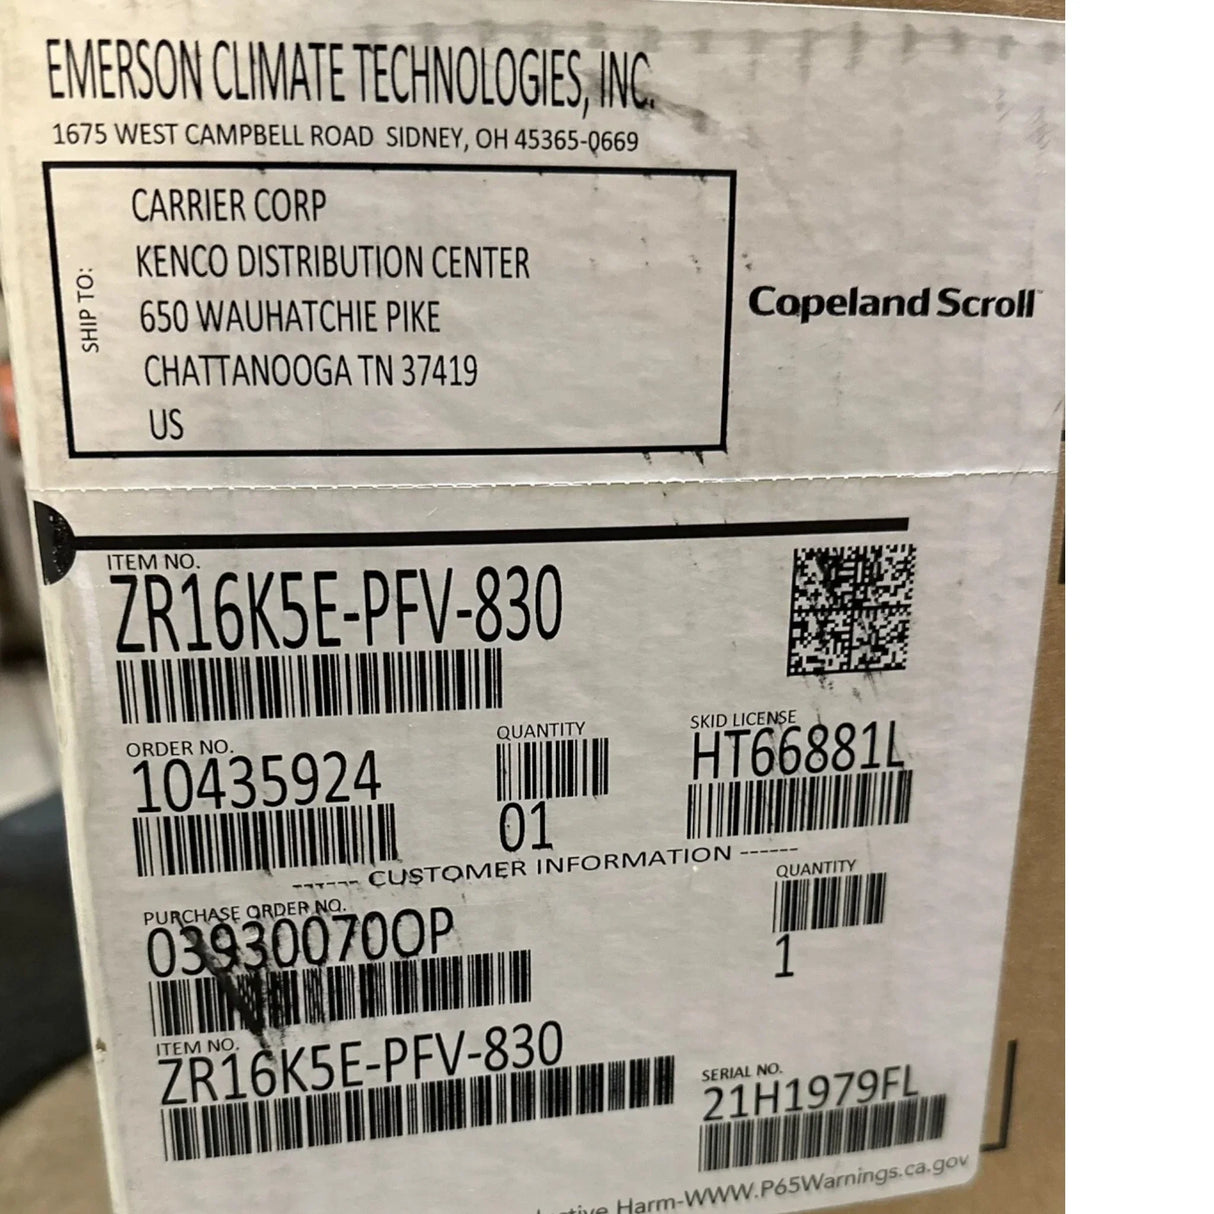 EMERSON CLIMATE TECHNOLOGIES, INC.
1675 WEST CAMPBELL ROAD SIDNEY, OH 45365-0669
SHIP TO:
CARRIER CORP
KENCO DISTRIBUTION CENTER
650 WAUHATCHIE PIKE
CHATTANOOGA TN 37419
US
Copeland Scroll™
ITEM NO.
ZR16K5E-PFV-830
ORDER NO.
10435924
QUANTITY
01
SKID LICENSE
HT66881L
------ CUSTOMER INFORMATION ------
PURCHASE ORDER NO.
03930070OP
QUANTITY
1
ITEM NO.
ZR16K5E-PFV-830
SERIAL NO.
21H1979FL
Harm-WWW.P65Warnings.ca.gov